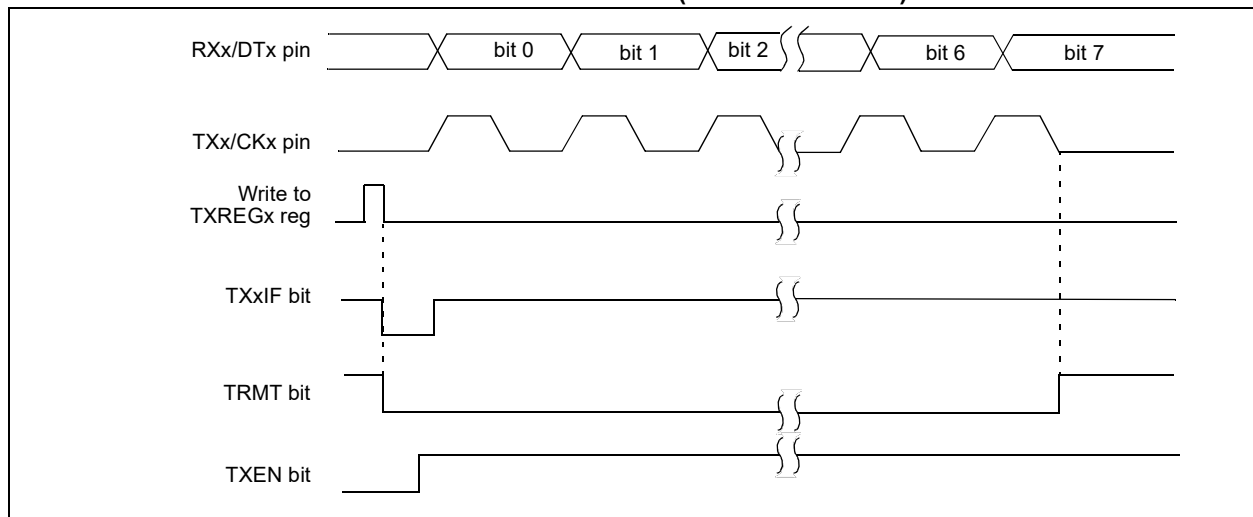 RXx/DTx pin
bit 0
bit 1
bit 2
bit 6
bit 7
TXx/CKx pin
Write to
TXREGx reg
TXxIF bit
TRMT bit
TXEN bit